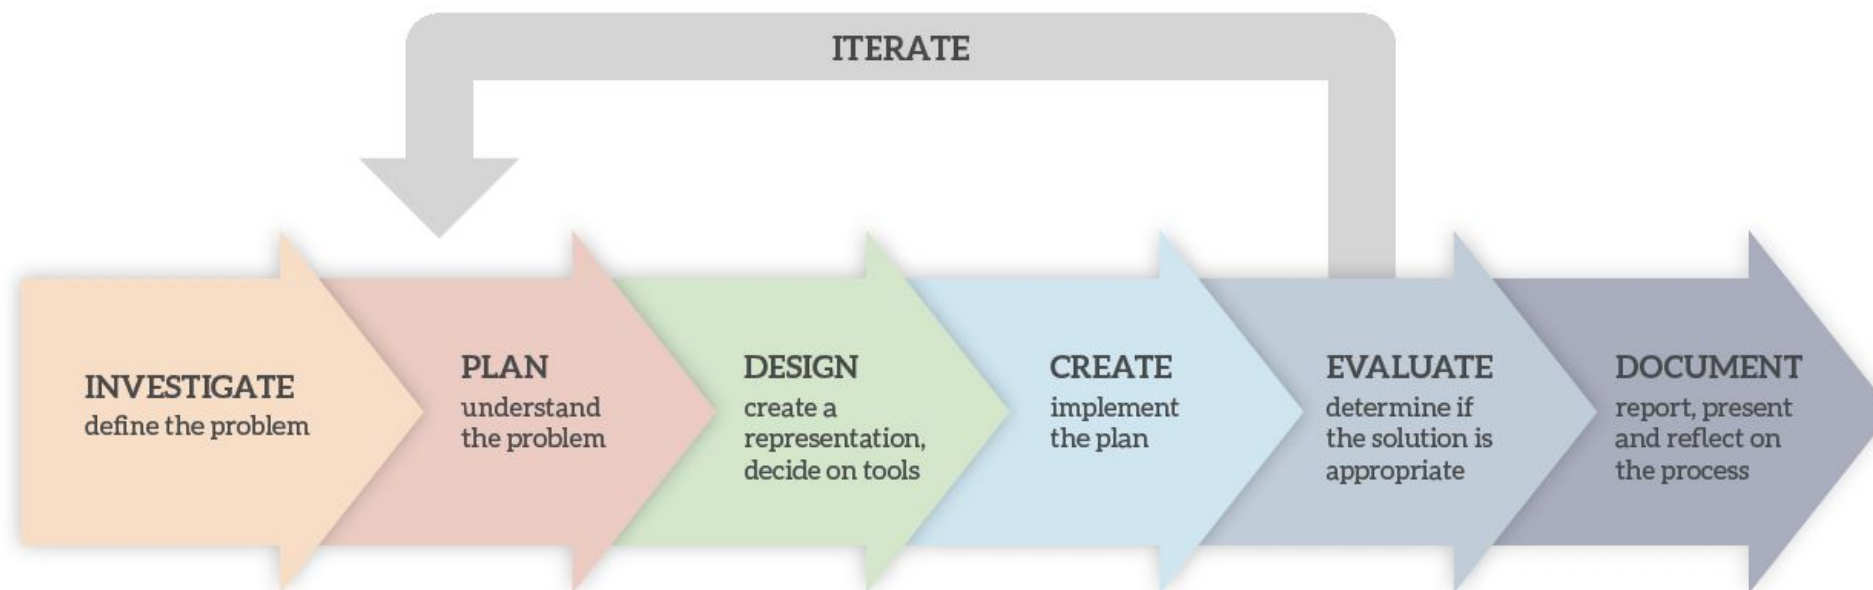 ITERATE
INVESTIGATE
define the problem
PLAN
understand
the problem
DESIGN
create a
representation,
decide on tools
CREATE
implement
the plan
EVALUATE
determine if
the solution is
appropriate
DOCUMENT
report, present
and reflect on
the process